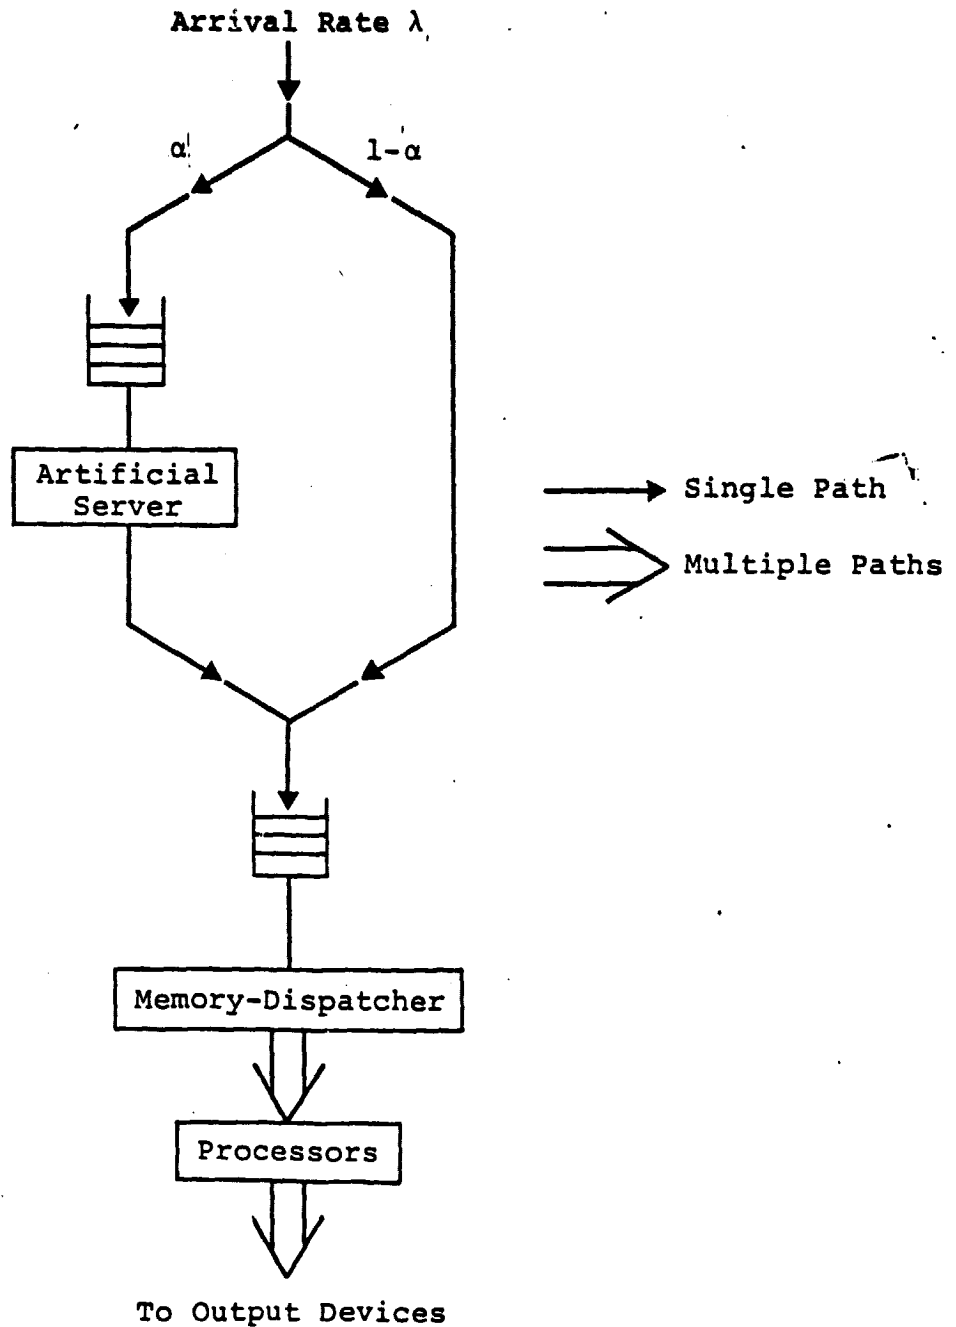 Arrival Rate λ
α
1-α
Artificial
Server
Single Path
Multiple Paths
Memory-Dispatcher
Processors
To Output Devices